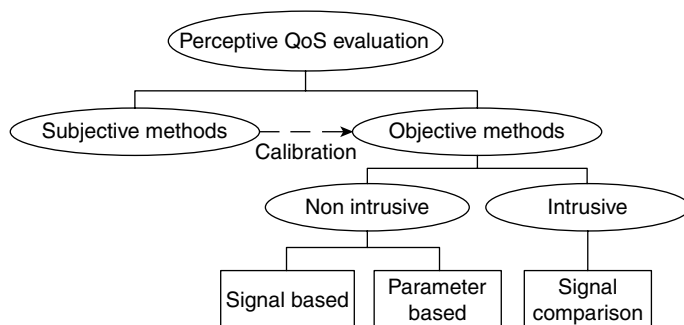 Perceptive QoS evaluation
Subjective methods
Objective methods
Calibration
Non intrusive
Intrusive
Signal based
Parameter
based
Signal
comparison